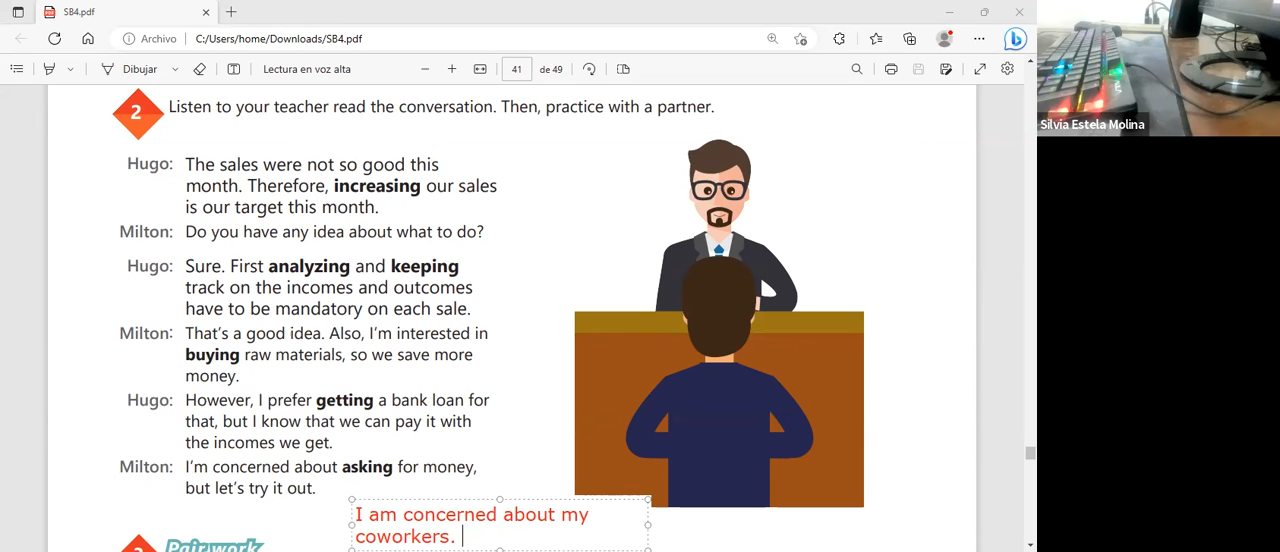 SB4.pdf
Archivo C:/Users/home/Downloads/SB4.pdf
Dibujar Lectura en voz alta 41 de 49
Silvia Estela Molina
2 Listen to your teacher read the conversation. Then, practice with a partner.
Hugo: The sales were not so good this
month. Therefore, increasing our sales
is our target this month.
Milton: Do you have any idea about what to do?
Hugo: Sure. First analyzing and keeping
track on the incomes and outcomes
have to be mandatory on each sale.
Milton: That's a good idea. Also, I'm interested in
buying raw materials, so we save more
money.
Hugo: However, I prefer getting a bank loan for
that, but I know that we can pay it with
the incomes we get.
Milton: I'm concerned about asking for money,
but let's try it out.
I am concerned about my
coworkers.
3 Pair work